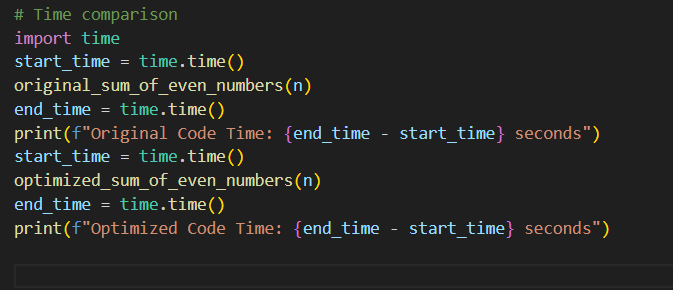 # Time comparison
import time
start_time = time.time()
original_sum_of_even_numbers(n)
end_time = time.time()
print(f"Original Code Time: {end_time - start_time} seconds")
start_time = time.time()
optimized_sum_of_even_numbers(n)
end_time = time.time()
print(f"Optimized Code Time: {end_time - start_time} seconds")